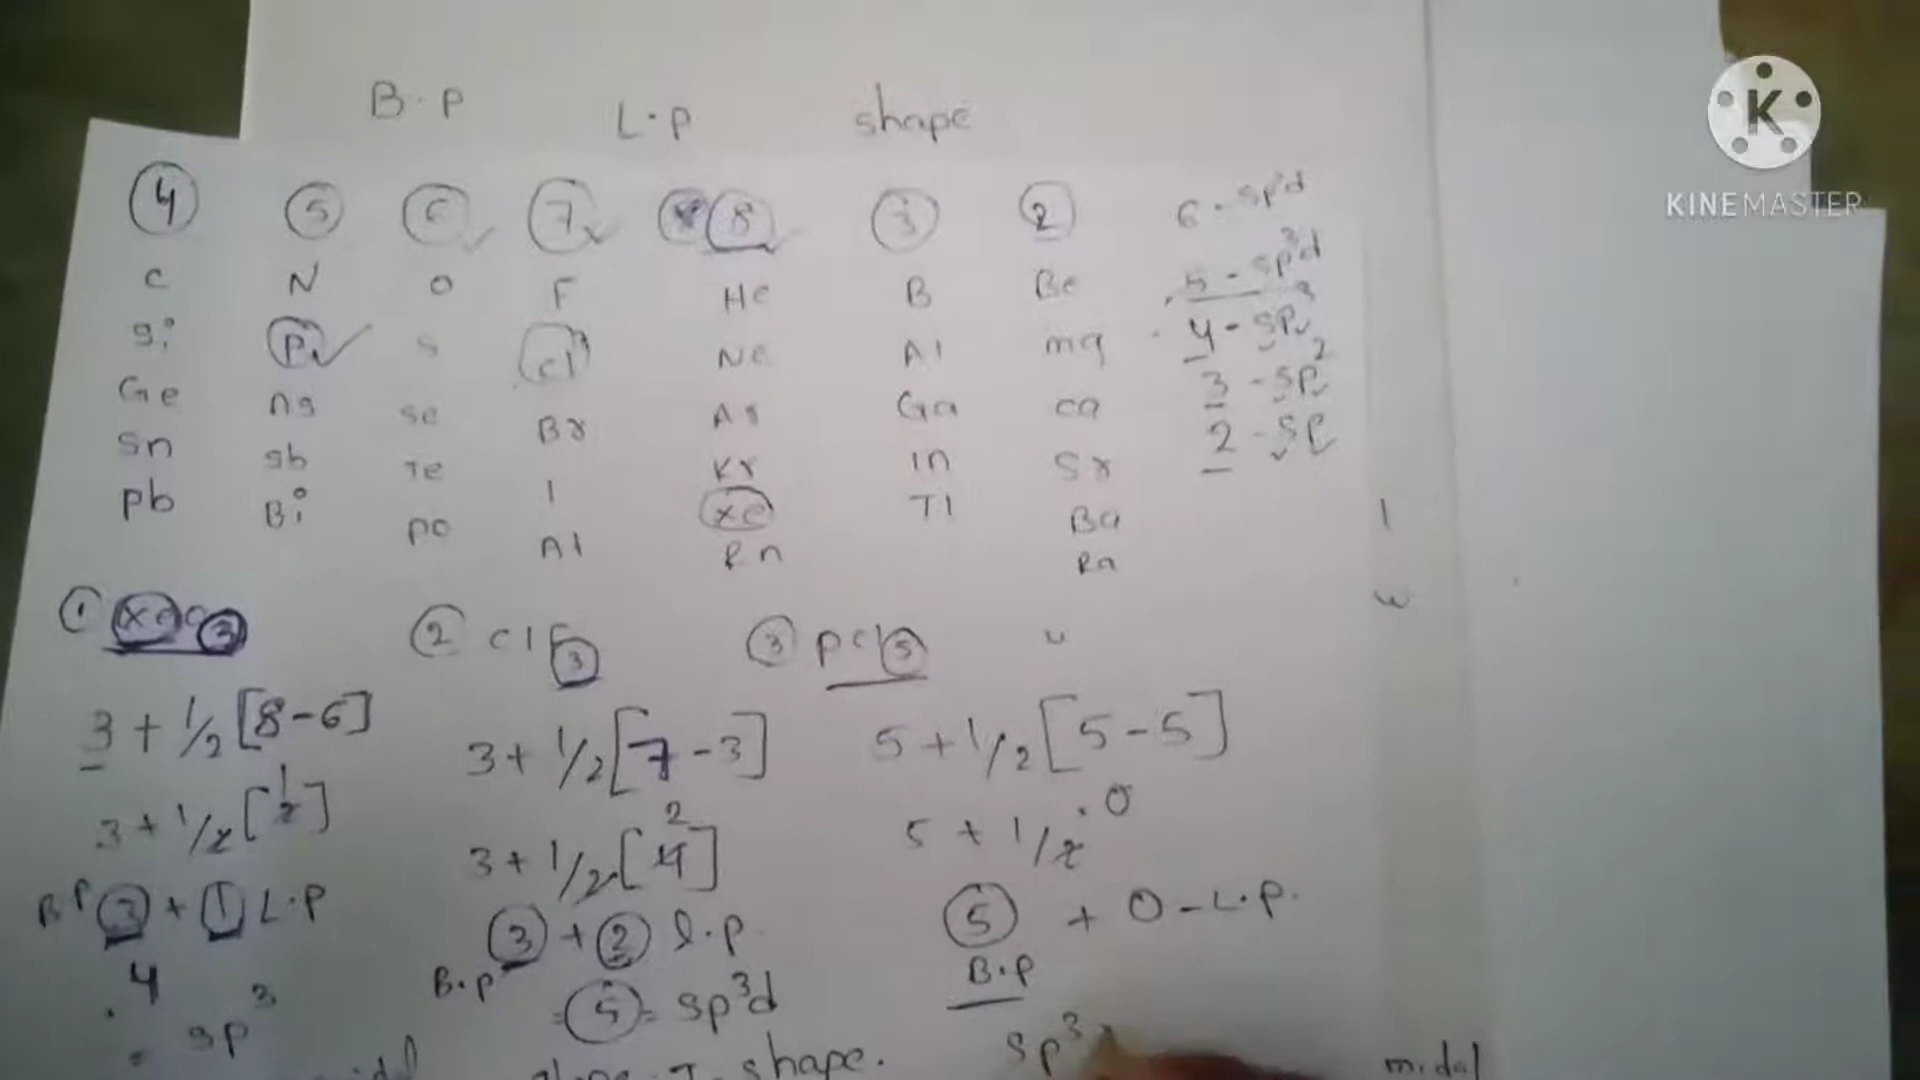 B.P L.P shape
4 5 6 7 8 3 2 6 - sp³d
C N O F He B Be 5 - sp³d
Si P S Cl Ne Al mg 4 - sp³
Ge As Se Br Ar Ga Ca 3 - sp²
Sn Sb Te I Kr In Sr 2 - sp
Pb Bi Po At Xe Tl Ba
Rn Ra
① XeO3 ② ClF3 ③ PCl5
3 + 1/2 [8-6] 3 + 1/2 [7-3] 5 + 1/2 [5-5]
3 + 1/2 [2] 1 3 + 1/2 [4] 2 5 + 1/2 0
B.P 3 + 1 L.P 3 + 2 l.p 5 + 0 - L.P.
4 B.P = 5 = sp³d B.P
= sp³ T - shape. sp³
K
KINEMASTER